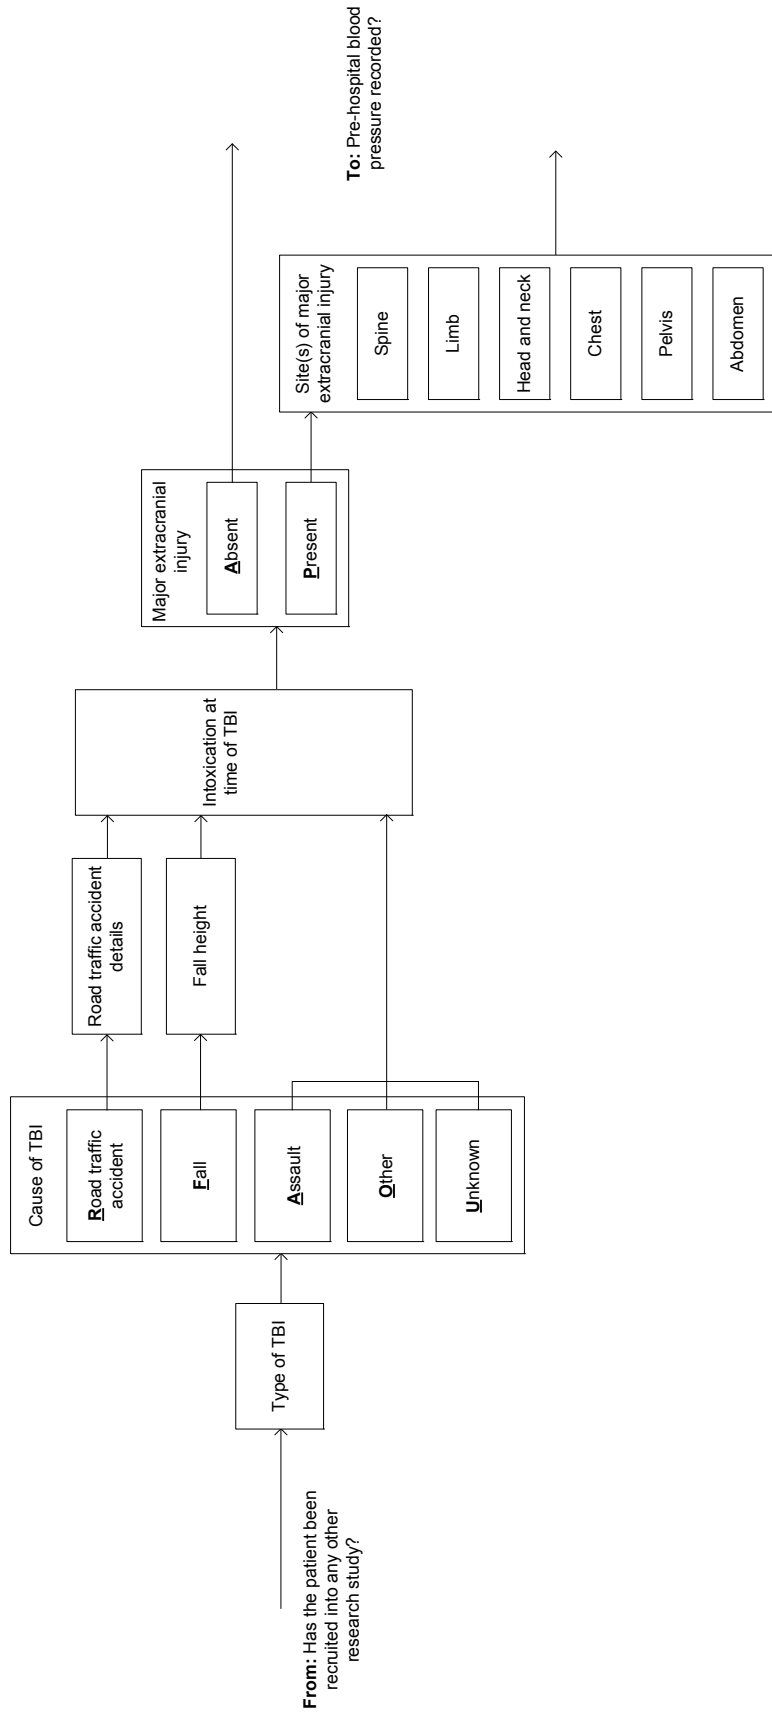 From: Has the patient been
recruited into any other
research study?
Type of TBI
Cause of TBI
Road traffic
accident
Fall
Assault
Other
Unknown
Road traffic accident
details
Fall height
Intoxication at
time of TBI
Major extracranial
injury
Absent
Present
Site(s) of major
extracranial injury
Spine
Limb
Head and neck
Chest
Pelvis
Abdomen
To: Pre-hospital blood
pressure recorded?